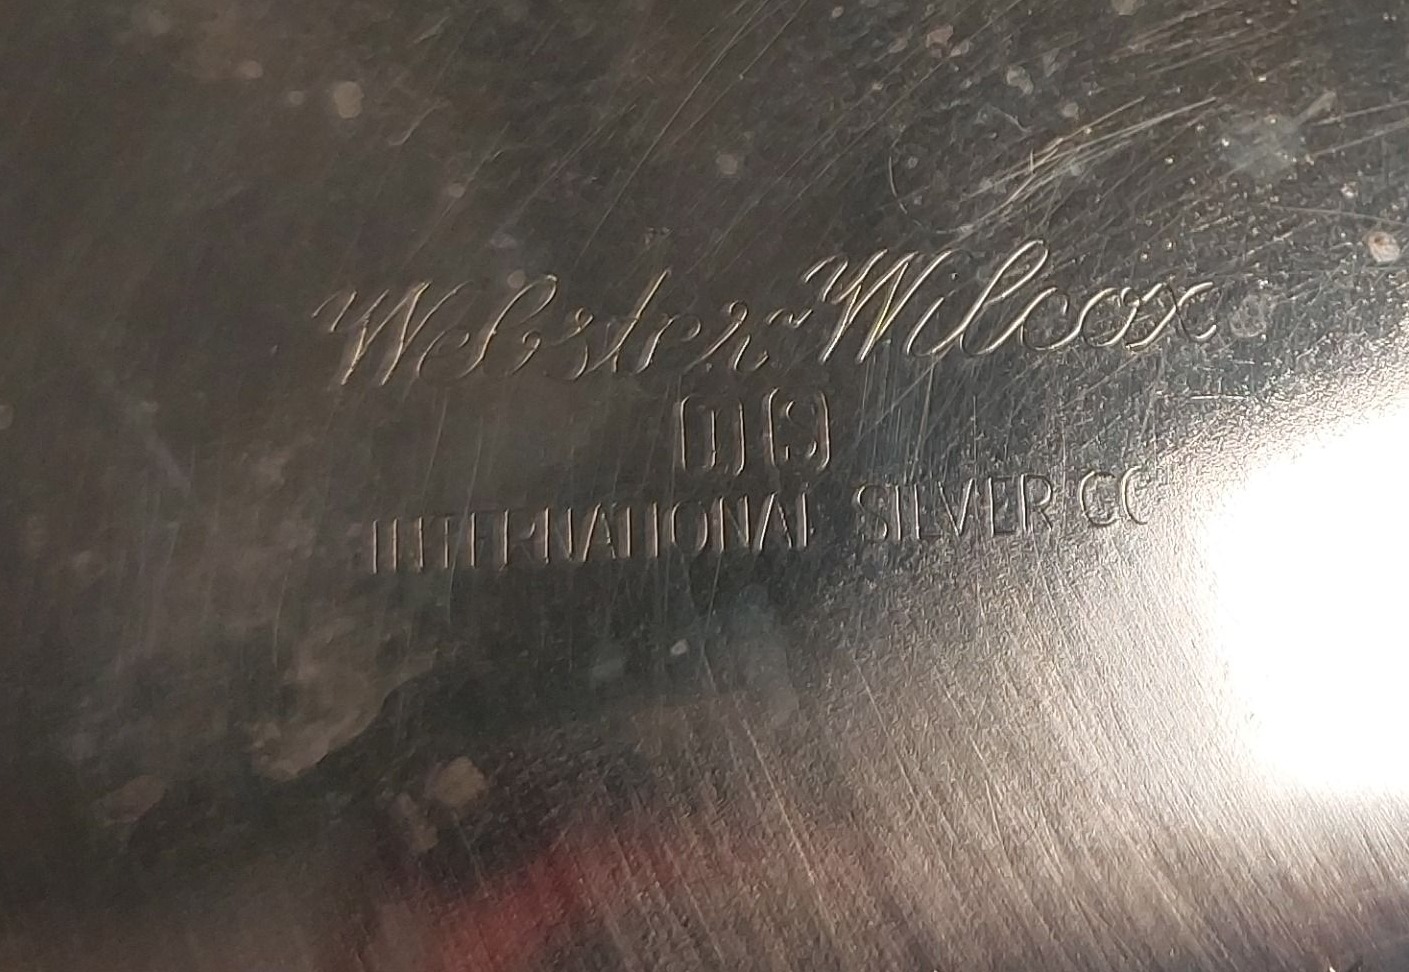 Webster~Wilcox
IS
INTERNATIONAL SILVER CO